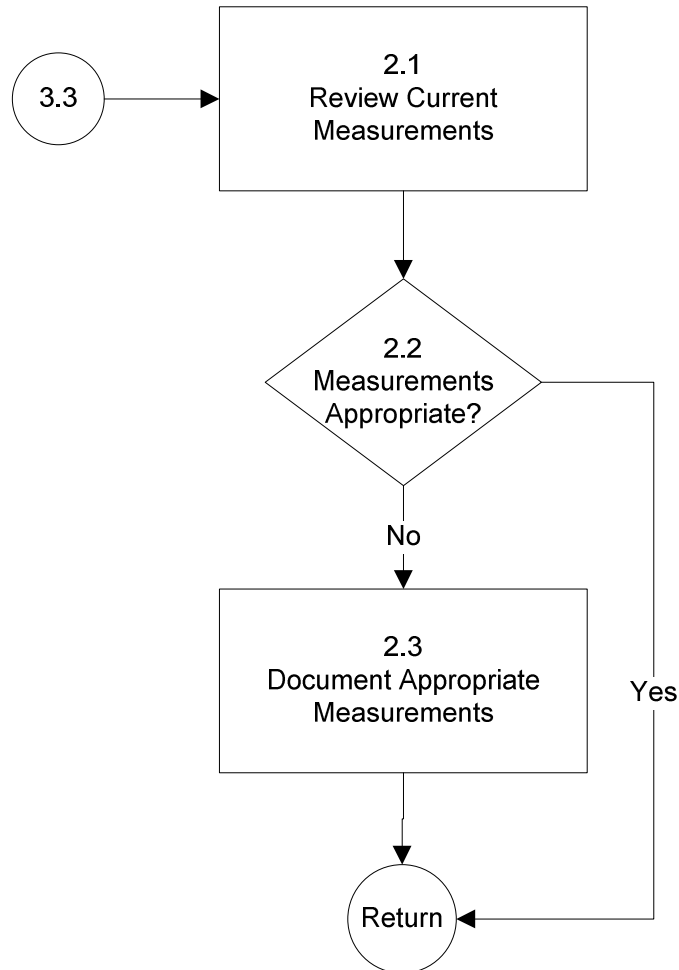 3.3
2.1
Review Current
Measurements
2.2
Measurements
Appropriate?
No
2.3
Document Appropriate
Measurements
Yes
Return